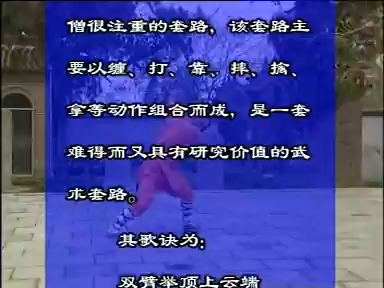 僧很注重的套路，该套路主
要以缠、打、靠、摔、擒、
拿等动作组合而成，是一套
难得而又具有研究价值的武
术套路。
其歌诀为：
双臂举顶上云端